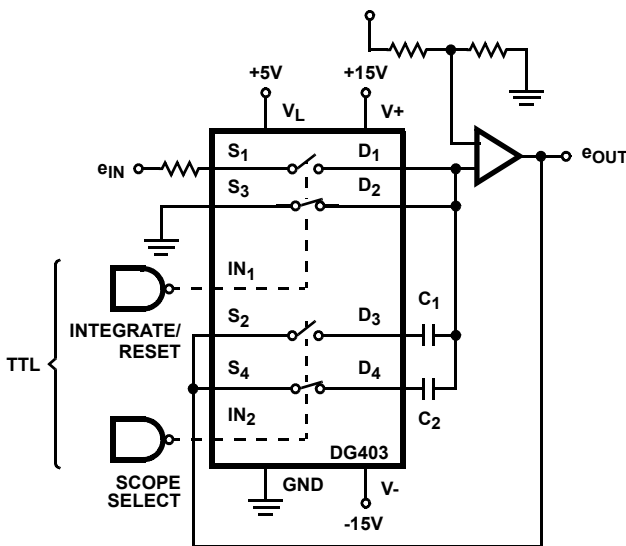 +5V
+15V
VL
V+
eIN
S1
D1
eOUT
S3
D2
IN1
INTEGRATE/
RESET
TTL
S2
D3
C1
S4
D4
C2
IN2
DG403
SCOPE
SELECT
GND
V-
-15V